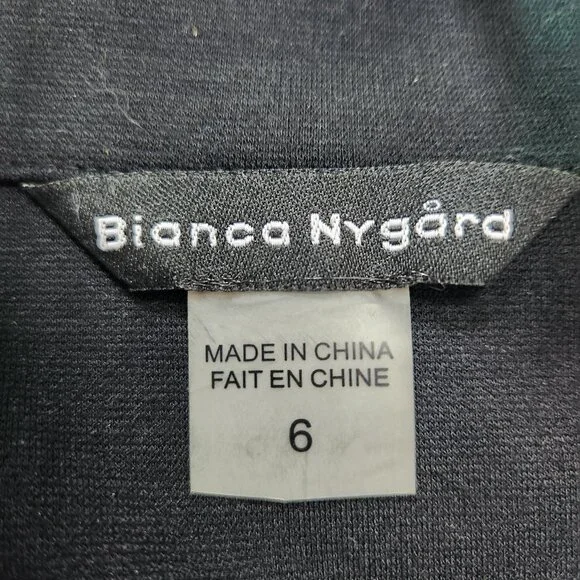 Bianca Nygård
MADE IN CHINA
FAIT EN CHINE
6